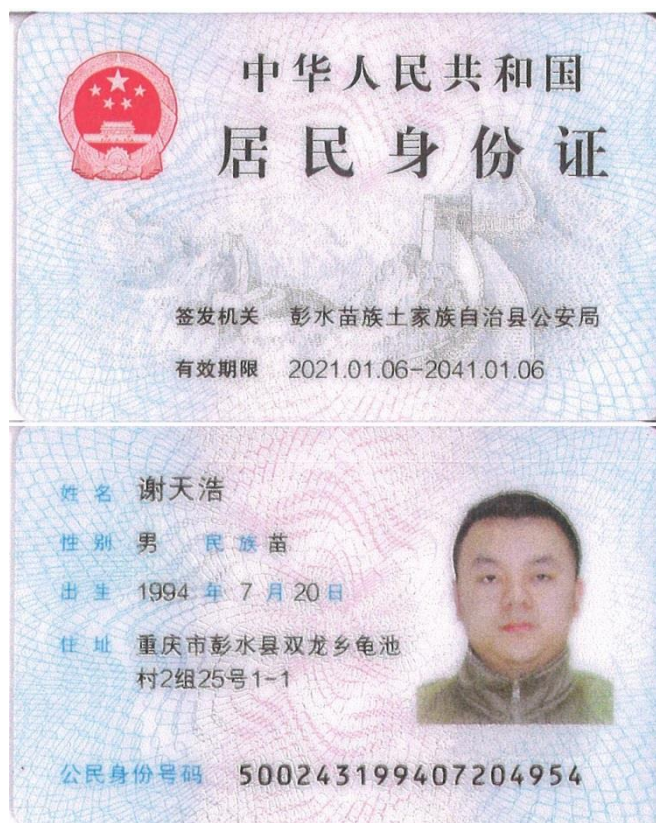 中华人民共和国
居民身份证
签发机关 彭水苗族土家族自治县公安局
有效期限 2021.01.06-2041.01.06
姓名 谢天浩
性别 男 民族 苗
出生 1994 年 7 月 20 日
住址 重庆市彭水县双龙乡龟池
村2组25号1-1
公民身份号码 500243199407204954